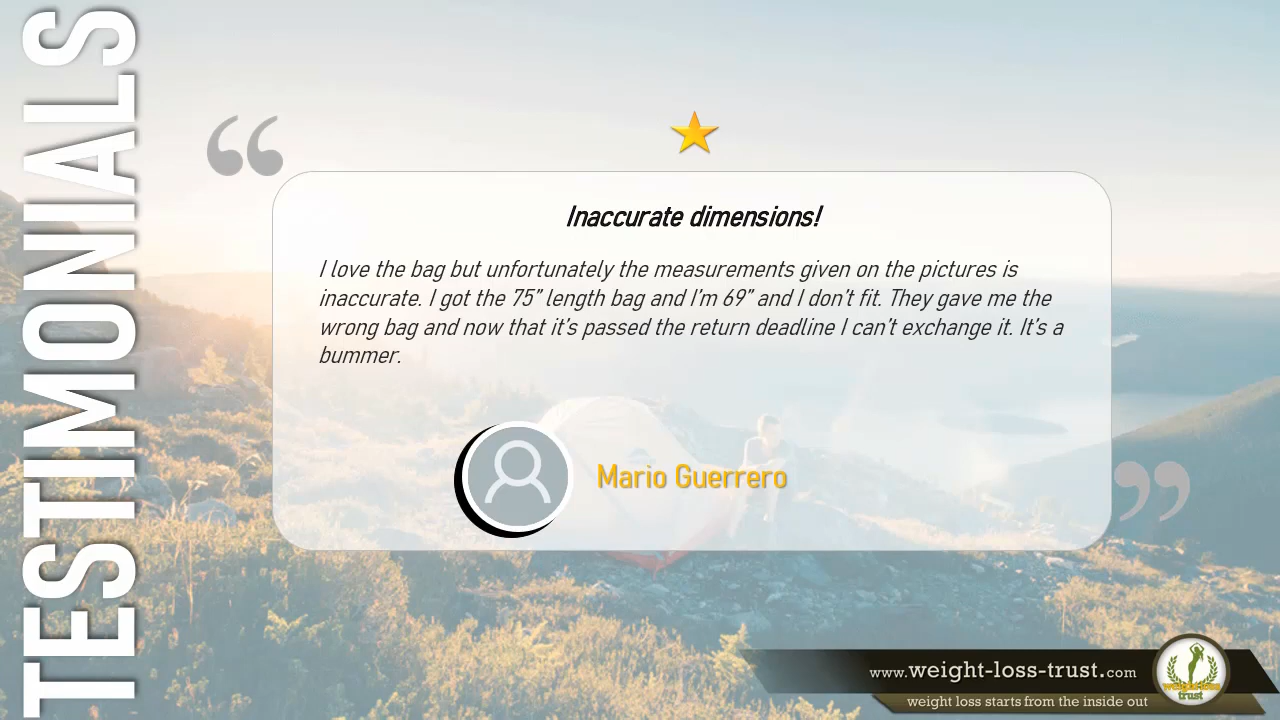 TESTIMONIALS
“
Inaccurate dimensions!
I love the bag but unfortunately the measurements given on the pictures is
inaccurate. I got the 75” length bag and I’m 69” and I don’t fit. They gave me the
wrong bag and now that it’s passed the return deadline I can’t exchange it. It’s a
bummer.
Mario Guerrero
”
www.weight-loss-trust.com
weight loss starts from the inside out
weight loss
trust